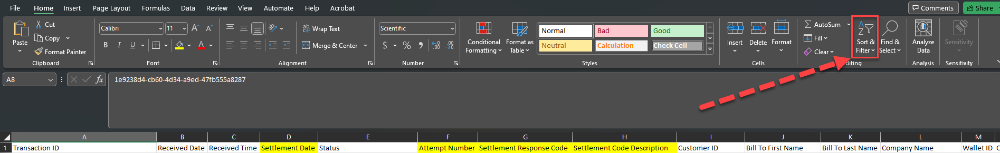 File Home Insert Page Layout Formulas Data Review View Automate Help Acrobat Comments Share
Paste
Cut
Copy
Format Painter
Clipboard
Calibri 11 A A
B I U A
Font
ab
Wrap Text
Merge & Center
Alignment
Scientific
$ % 9
Number
Conditional
Formatting
Format as
Table
Normal Bad Good
Neutral Calculation Check Cell
Styles
Insert Delete Format
Cells
AutoSum
Fill
Clear
A
Z
Sort &
Filter
Find &
Select
diting
Analyze
Data
Analysis
Sensitivity
Sensitivity
A8 fx 1e9238d4-cb60-4d34-a9ed-47fb555a8287
A B C D E F G H I J K L M
1 Transaction ID Received Date Received Time Settlement Date Status Attempt Number Settlement Response Code Settlement Code Description Customer ID Bill To First Name Bill To Last Name Company Name Wallet ID